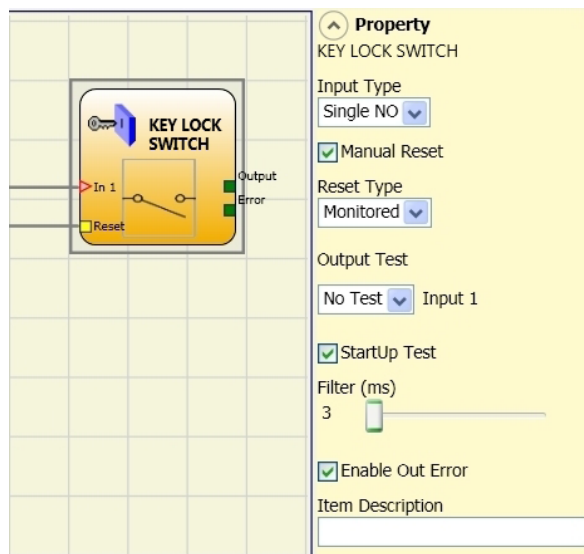 KEY LOCK
SWITCH
In 1
Reset
Output
Error
Property
KEY LOCK SWITCH
Input Type
Single NO
Manual Reset
Reset Type
Monitored
Output Test
No Test Input 1
StartUp Test
Filter (ms)
3
Enable Out Error
Item Description